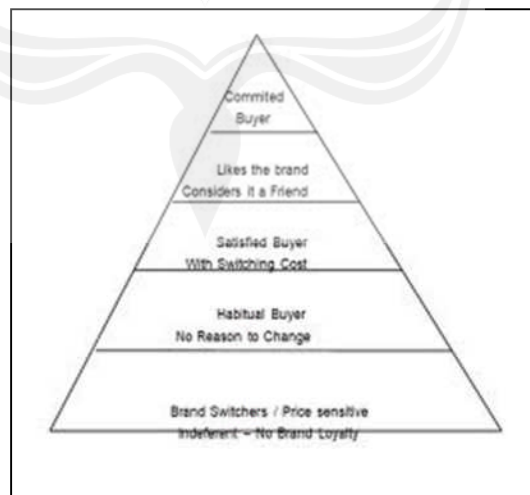 Commited
Buyer
Likes the brand
Considers it a Friend
Satisfied Buyer
With Switching Cost
Habitual Buyer
No Reason to Change
Brand Switchers / Price sensitive
Indeferent – No Brand Loyalty